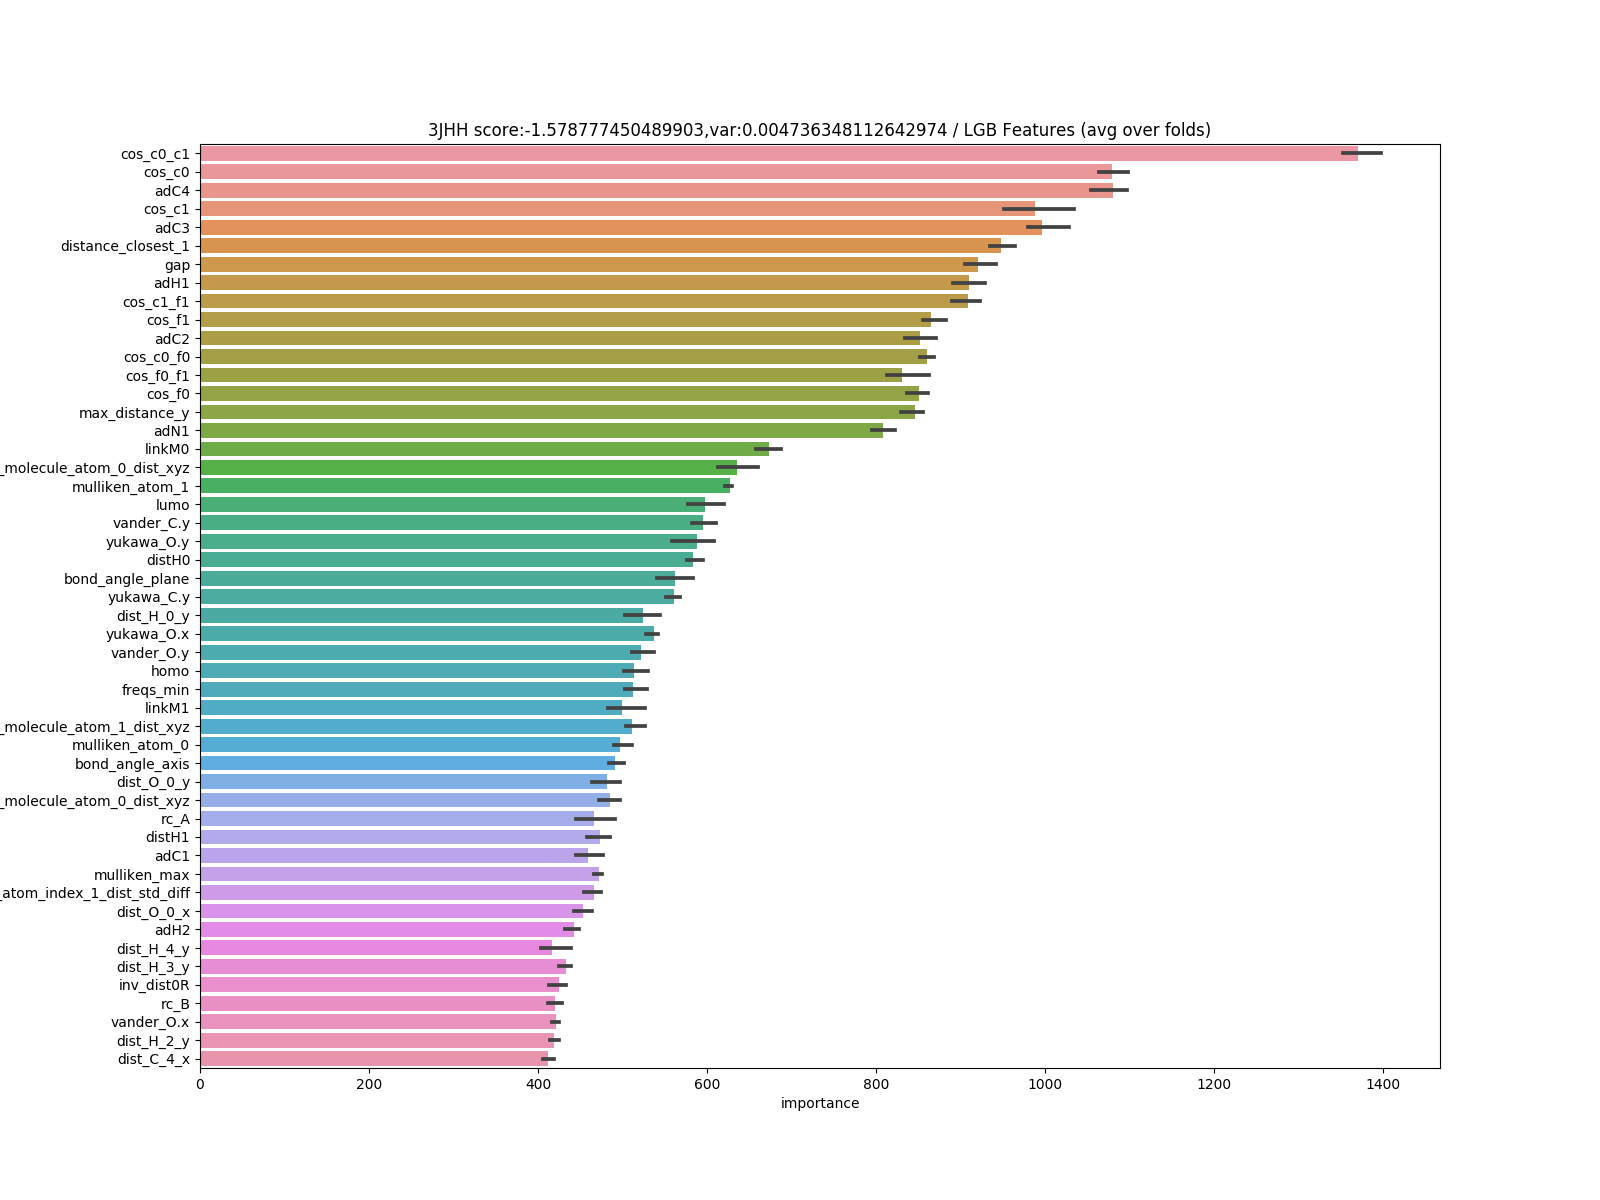 3JHH score:-1.578777450489903,var:0.004736348112642974 / LGB Features (avg over folds)
cos_c0_c1
cos_c0
adC4
cos_c1
adC3
distance_closest_1
gap
adH1
cos_c1_f1
cos_f1
adC2
cos_c0_f0
cos_f0_f1
cos_f0
max_distance_y
adN1
linkM0
_molecule_atom_0_dist_xyz
mulliken_atom_1
lumo
vander_C.y
yukawa_O.y
distH0
bond_angle_plane
yukawa_C.y
dist_H_0_y
yukawa_O.x
vander_O.y
homo
freqs_min
linkM1
_molecule_atom_1_dist_xyz
mulliken_atom_0
bond_angle_axis
dist_O_0_y
_molecule_atom_0_dist_xyz
rc_A
distH1
adC1
mulliken_max
_atom_index_1_dist_std_diff
dist_O_0_x
adH2
dist_H_4_y
dist_H_3_y
inv_dist0R
rc_B
vander_O.x
dist_H_2_y
dist_C_4_x
0 200 400 600 800 1000 1200 1400
importance